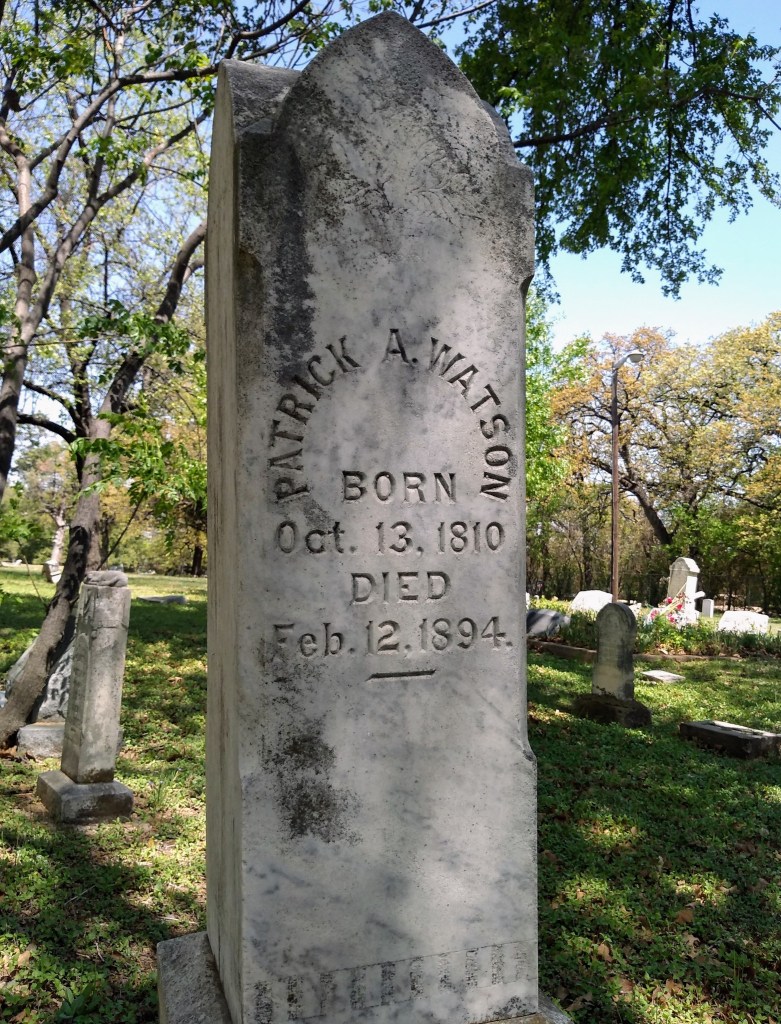 PATRICK A. WATSON
BORN
Oct. 13, 1810
DIED
Feb. 12, 1894.